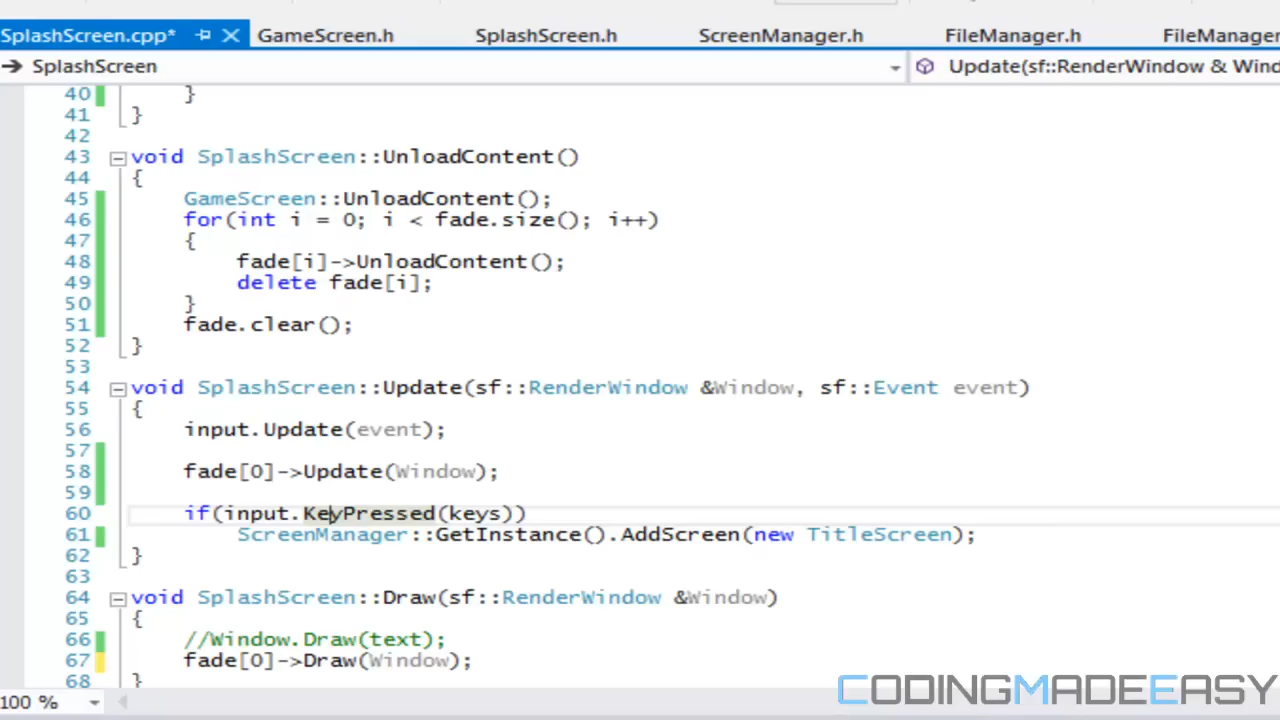 SplashScreen.cpp* GameScreen.h SplashScreen.h ScreenManager.h FileManager.h FileManager
SplashScreen Update(sf::RenderWindow & Wind
40 }
41 }
42
43 void SplashScreen::UnloadContent()
44 {
45 GameScreen::UnloadContent();
46 for(int i = 0; i < fade.size(); i++)
47 {
48 fade[i]->UnloadContent();
49 delete fade[i];
50 }
51 fade.clear();
52 }
53
54 void SplashScreen::Update(sf::RenderWindow &Window, sf::Event event)
55 {
56 input.Update(event);
57
58 fade[0]->Update(Window);
59
60 if(input.KeyPressed(keys))
61 ScreenManager::GetInstance().AddScreen(new TitleScreen);
62 }
63
64 void SplashScreen::Draw(sf::RenderWindow &Window)
65 {
66 //Window.Draw(text);
67 fade[0]->Draw(Window);
68 }
100 %
CODINGMADEEASY